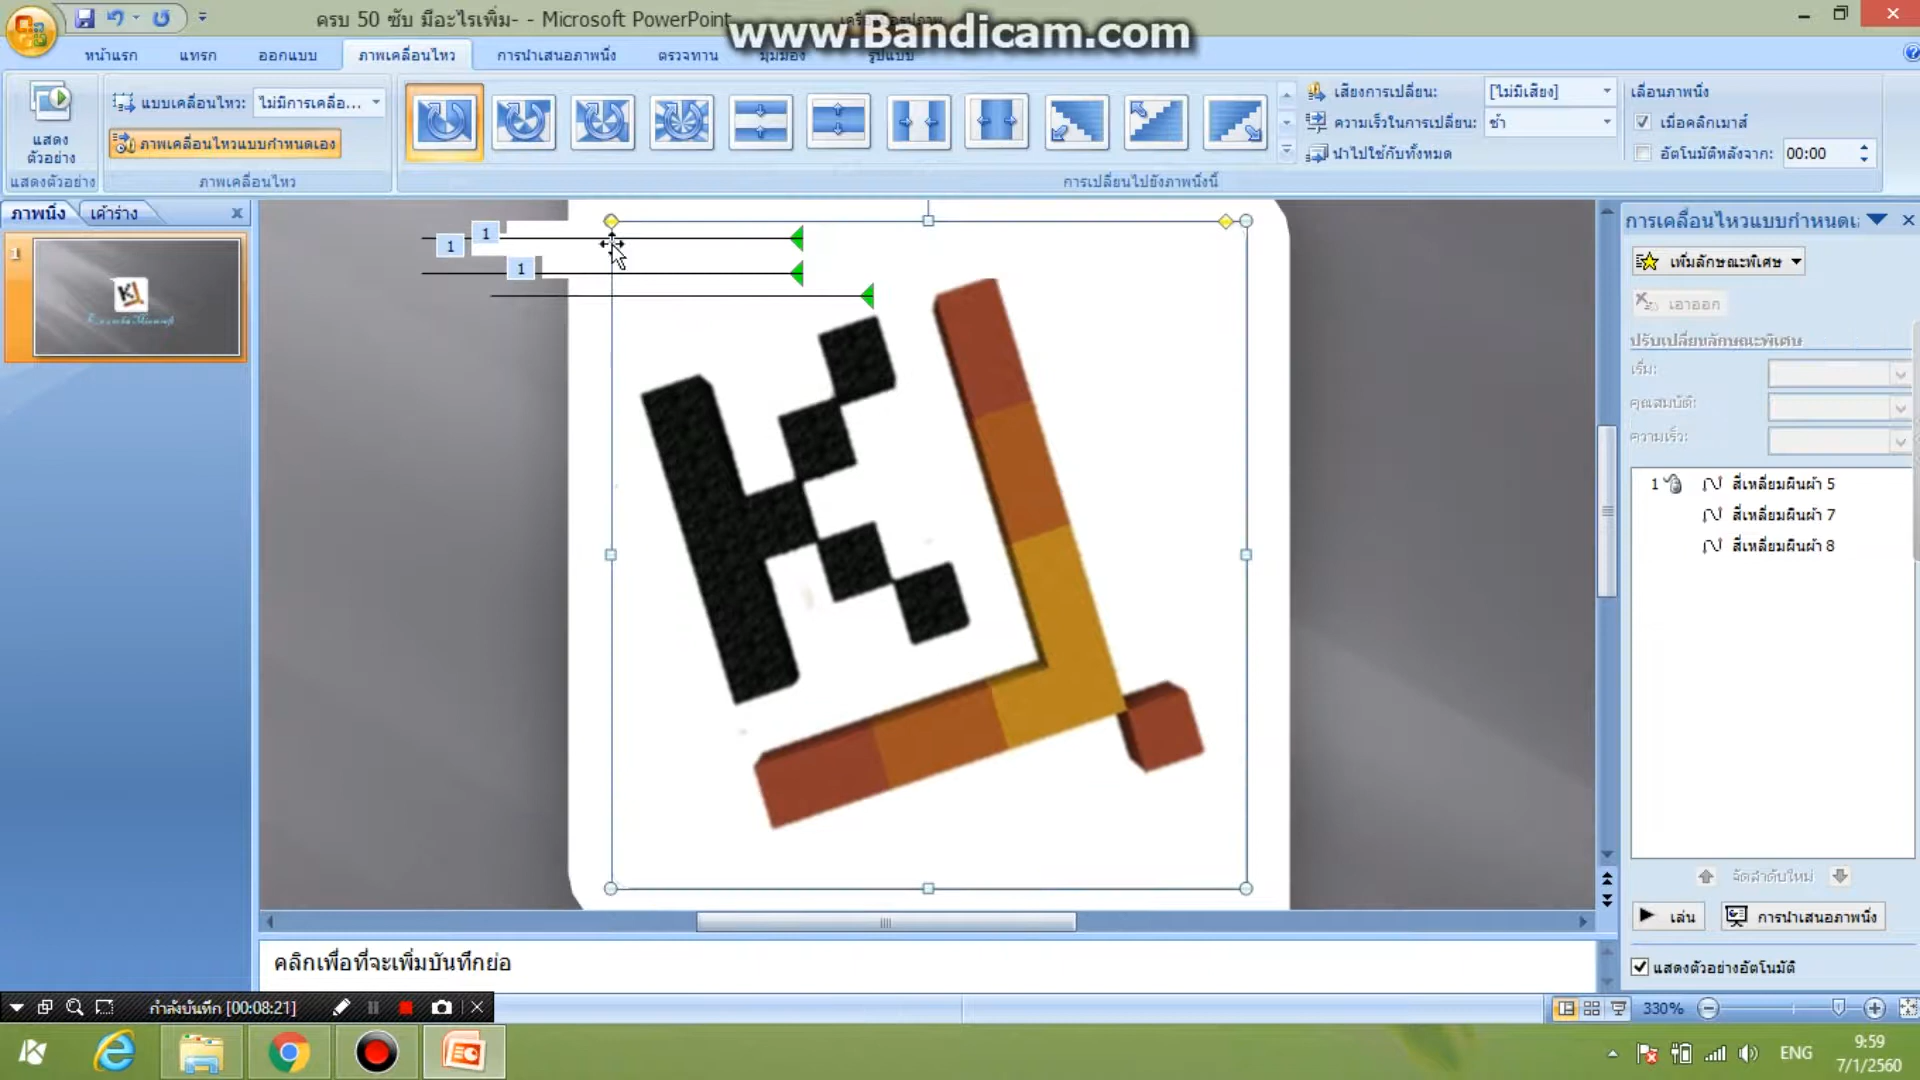 ครบ 50 ซับ มีอะไรเพิ่ม- - Microsoft PowerPoint
www.Bandicam.com
หน้าแรก
แทรก
ออกแบบ
ภาพเคลื่อนไหว
การนำเสนอภาพนิ่ง
ตรวจทาน
มุมมอง
รูปแบบ
แสดง
ตัวอย่าง
แบบเคลื่อนไหว: ไม่มีการเคลื่อ...
ภาพเคลื่อนไหวแบบกำหนดเอง
เสียงการเปลี่ยน: [ไม่มีเสียง]
ความเร็วในการเปลี่ยน: ช้า
นำไปใช้กับทั้งหมด
เลื่อนภาพนิ่ง
เมื่อคลิกเมาส์
อัตโนมัติหลังจาก: 00:00
แสดงตัวอย่าง
ภาพเคลื่อนไหว
การเปลี่ยนไปยังภาพนิ่งนี้
ภาพนิ่ง
เค้าร่าง
1
1
1
1
การเคลื่อนไหวแบบกำหนดเ
เพิ่มลักษณะพิเศษ
เอาออก
ปรับเปลี่ยนลักษณะพิเศษ
เริ่ม:
คุณสมบัติ:
ความเร็ว:
1 สี่เหลี่ยมผืนผ้า 5
สี่เหลี่ยมผืนผ้า 7
สี่เหลี่ยมผืนผ้า 8
จัดลำดับใหม่
เล่น
การนำเสนอภาพนิ่ง
แสดงตัวอย่างอัตโนมัติ
คลิกเพื่อที่จะเพิ่มบันทึกย่อ
กำลังบันทึก [00:08:21]
330%
ENG
9:59
7/1/2560